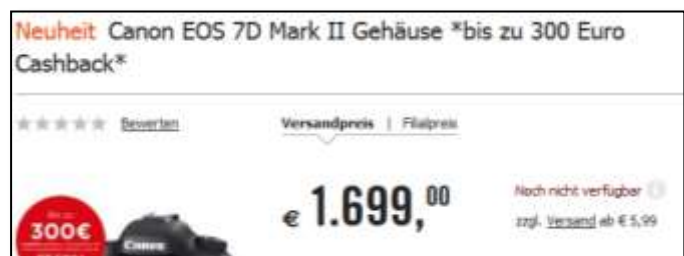 Neuheit Canon EOS 7D Mark II Gehäuse *bis zu 300 Euro
Cashback*
Bewerten
Versandpreis | Filialpreis
€ 1.699,00
Noch nicht verfügbar
zzgl. Versand ab € 5,99
300€
Canon